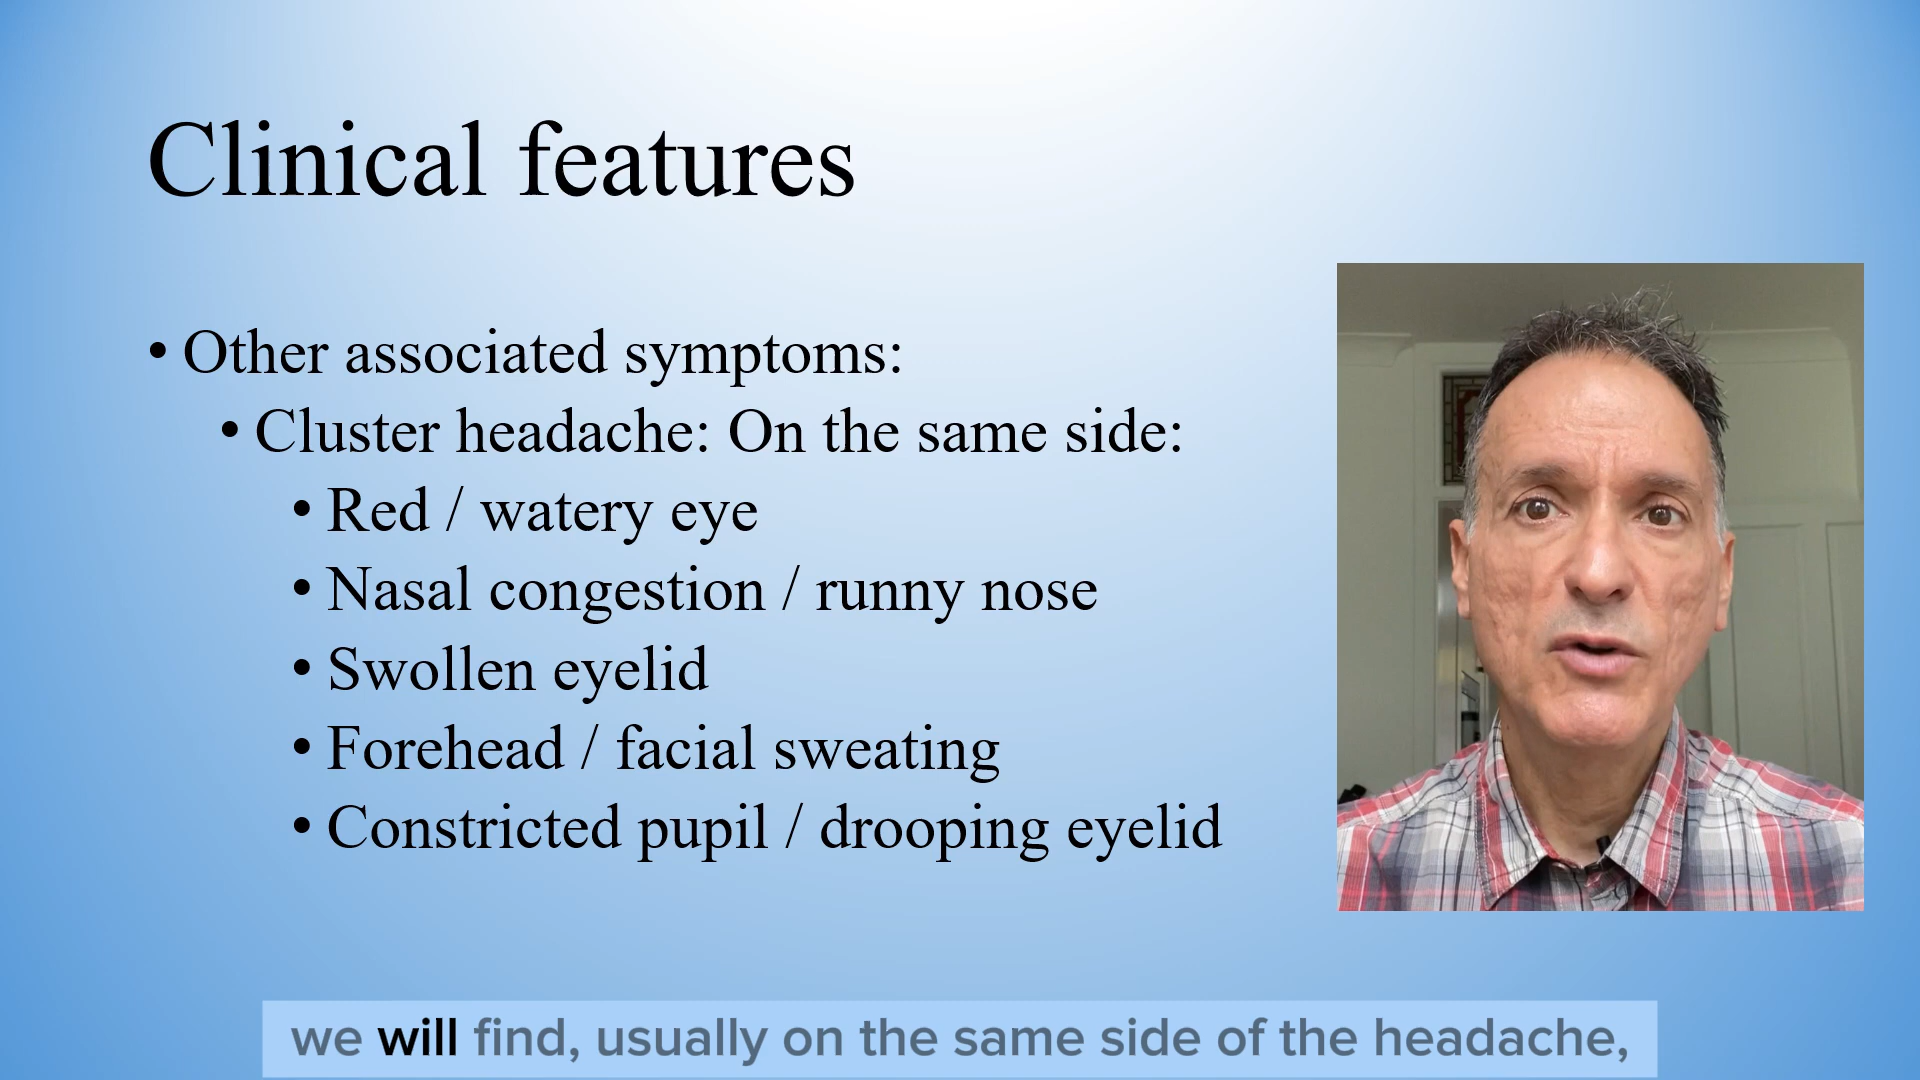 Clinical features
• Other associated symptoms:
• Cluster headache: On the same side:
• Red / watery eye
• Nasal congestion / runny nose
• Swollen eyelid
• Forehead / facial sweating
• Constricted pupil / drooping eyelid
we will find, usually on the same side of the headache,